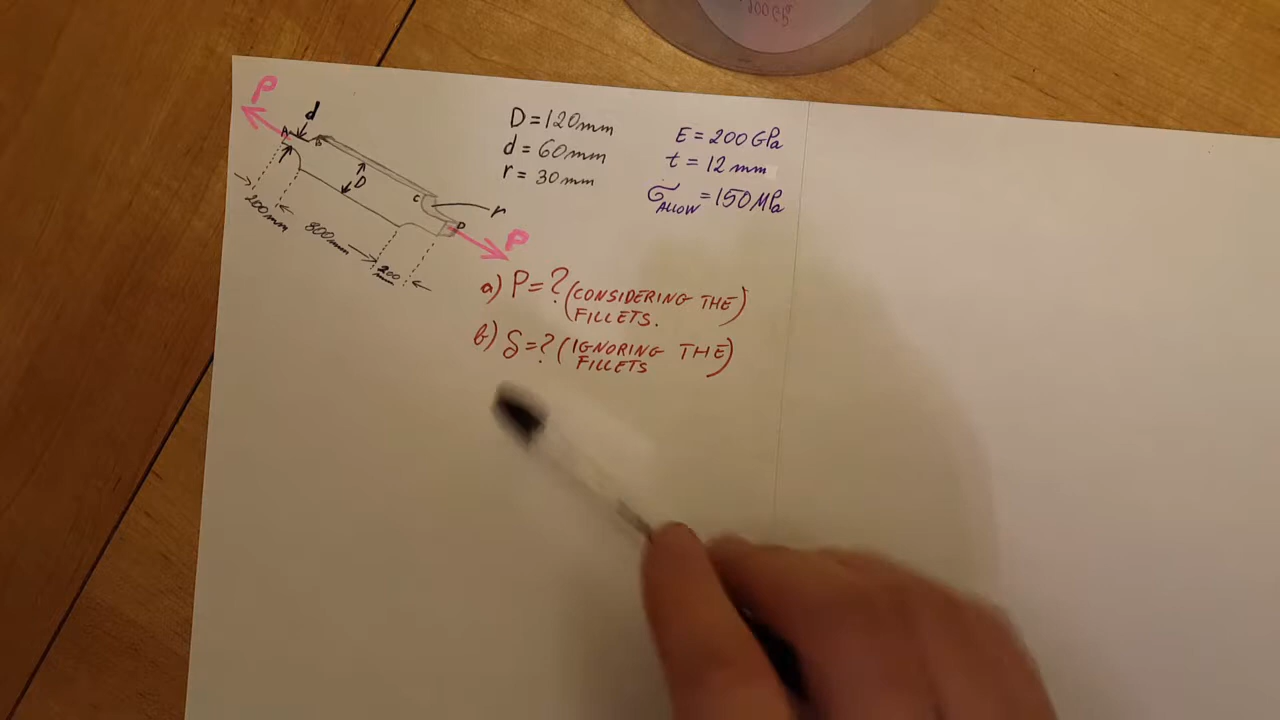 P
d
A
B
D
C
r
D
P
200mm
800mm
200
mm
D = 120mm
d = 60mm
r = 30mm
E = 200 GPa
t = 12 mm
σALLOW = 150 MPa
a) P = ? (CONSIDERING THE)
FILLETS.
b) δ = ? (IGNORING THE)
FILLETS